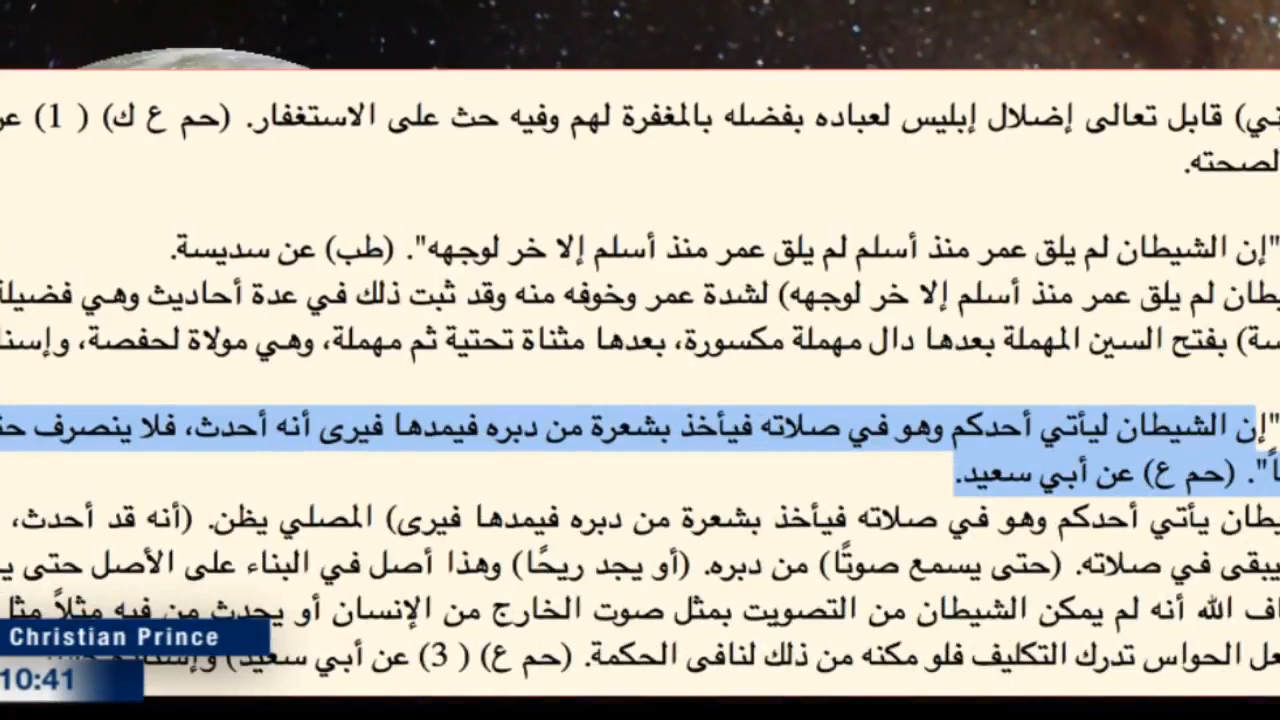 ني) قابل تعالى إضلال إبليس لعباده بفضله بالمغفرة لهم وفيه حث على الاستغفار. (حم ع ك) ( 1)
لصحته.
"إن الشيطان لم يلق عمر منذ أسلم لم يلق عمر منذ أسلم إلا خر لوجهه". (طب) عن سديسة.
يطان لم يلق عمر منذ أسلم إلا خر لوجهه) لشدة عمر وخوفه منه وقد ثبت ذلك في عدة أحاديث وهي فضيلة
سة) بفتح السين المهملة بعدها دال مهملة مكسورة، بعدها مثناة تحتية ثم مهملة، وهي مولاة لحفصة، وإسنا
"إن الشيطان ليأتي أحدكم وهو في صلاته فيأخذ بشعرة من دبره فيمدها فيرى أنه أحدث، فلا ينصرف حت
اً". (حم ع) عن أبي سعيد.
يطان يأتي أحدكم وهو في صلاته فيأخذ بشعرة من دبره فيمدها فيرى) المصلي يظن. (أنه قد أحدث،
يبقى في صلاته. (حتى يسمع صوتًا) من دبره. (أو يجد ريحًا) وهذا أصل في البناء على الأصل حتى
اف الله أنه لم يمكن الشيطان من التصويت بمثل صوت الخارج من الإنسان أو يحدث من فيه مثلاً
عل الحواس تدرك التكليف فلو مكنه من ذلك لنافى الحكمة. (حم ع) ( 3) عن أبي سعيد)
Christian Prince
10:41